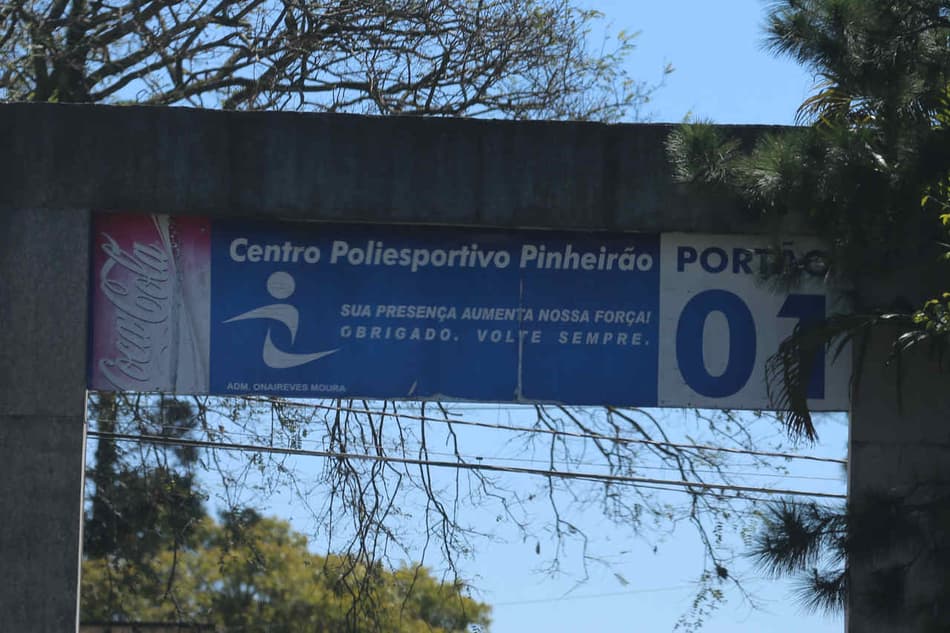 Coca-Cola
Centro Poliesportivo Pinheirão
SUA PRESENÇA AUMENTA NOSSA FORÇA!
OBRIGADO. VOLTE SEMPRE.
ADM. ONAIREVES MOURA
PORTÃO
01